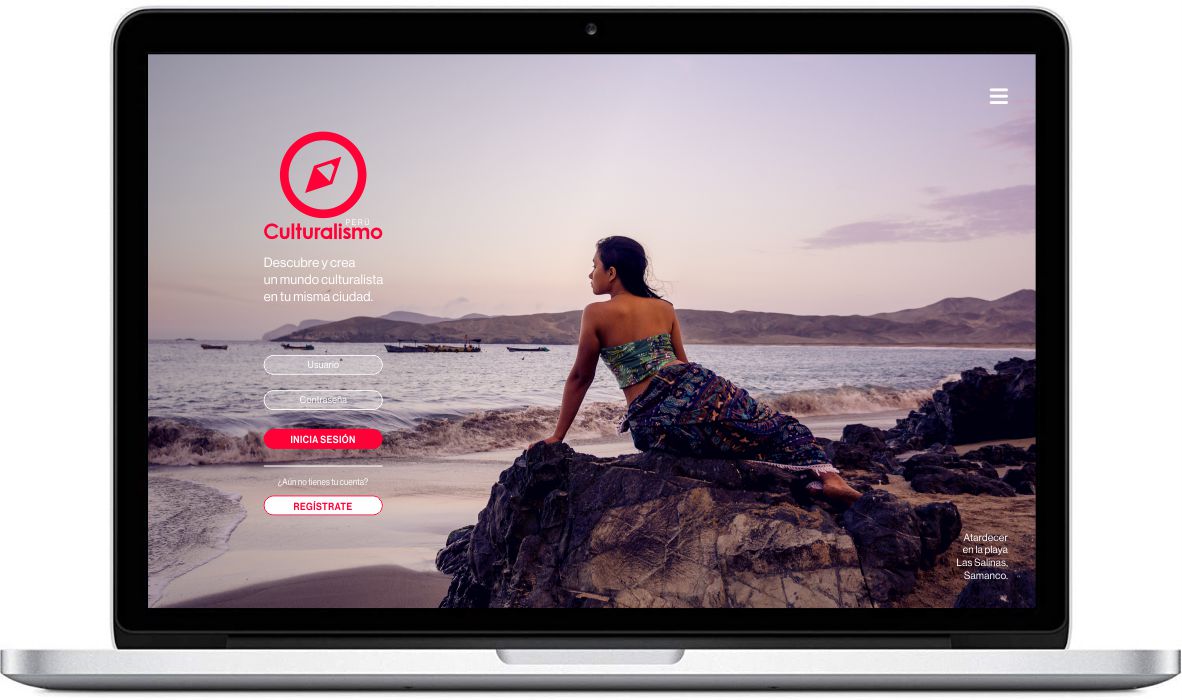 PERÚ
Culturalismo
Descubre y crea
un mundo culturalista
en tu misma ciudad.
Usuario
Contraseña
INICIA SESIÓN
¿Aún no tienes tu cuenta?
REGÍSTRATE
Atardecer
en la playa
Las Salinas,
Samanco.